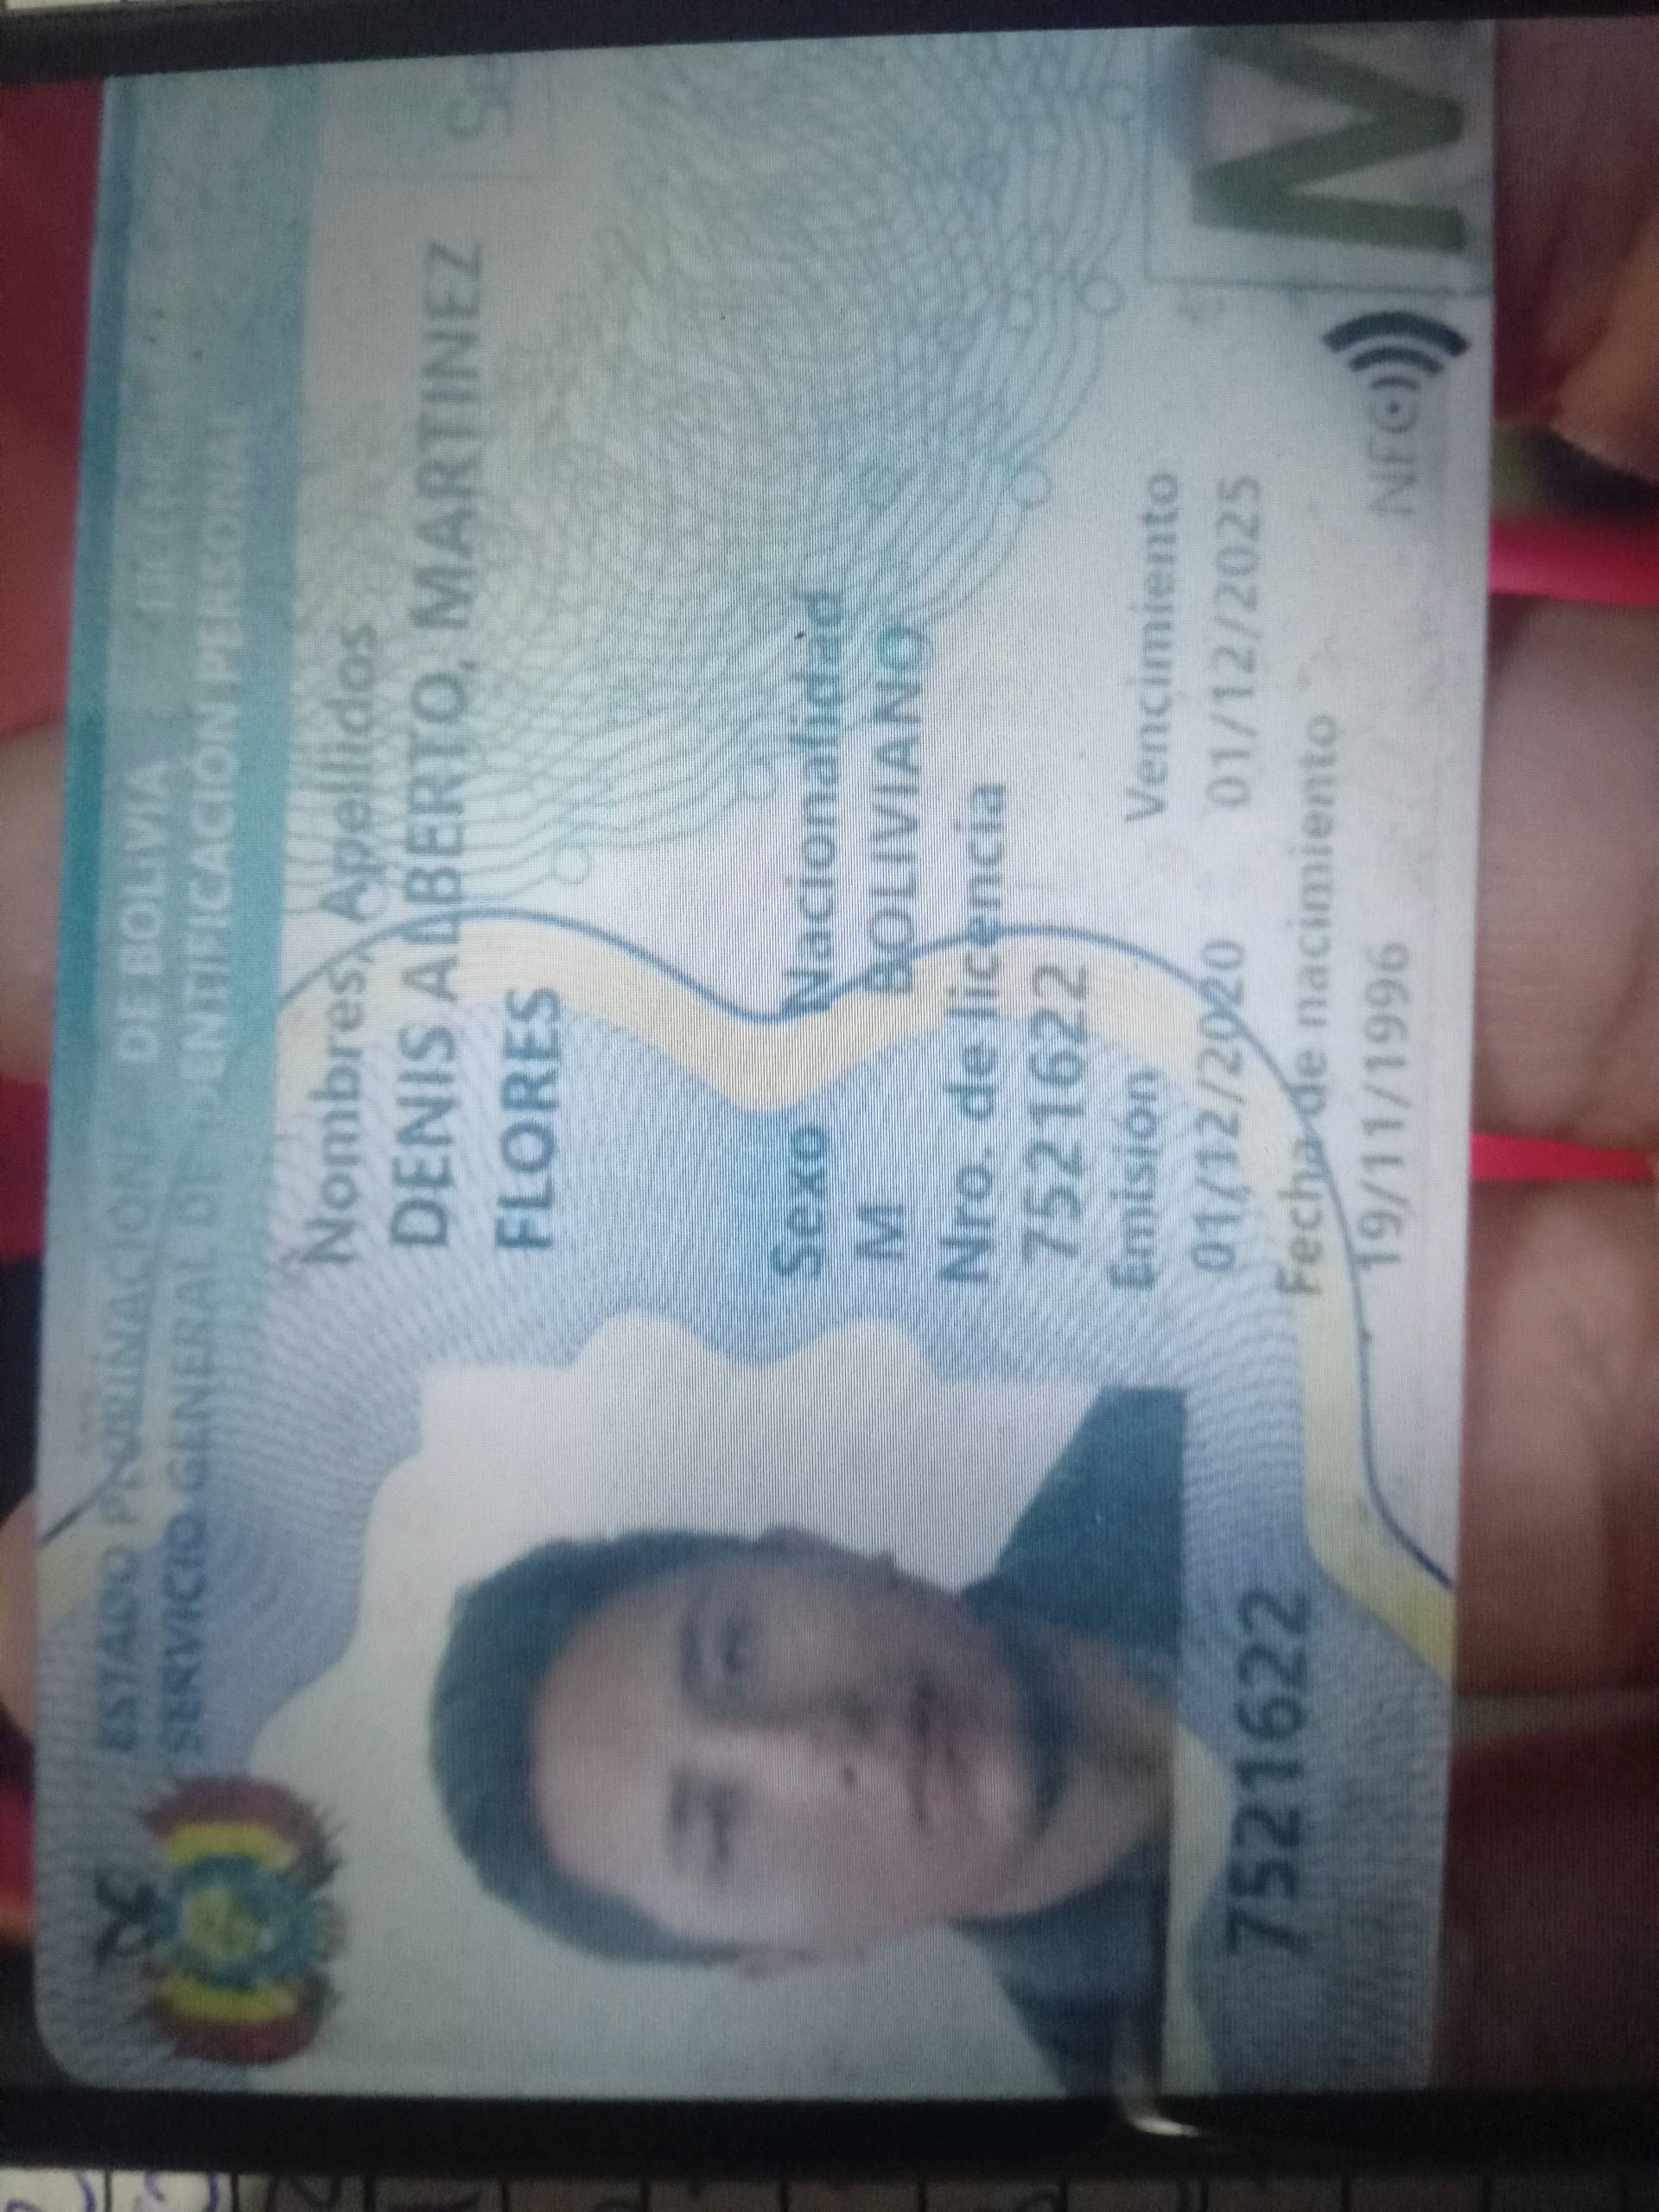 ESTADO PLURINACIONAL DE BOLIVIA
SERVICIO GENERAL DE IDENTIFICACIÓN PERSONAL
Nombres, Apellidos
DENIS ALBERTO, MARTINEZ
FLORES
Sexo Nacionalidad
M BOLIVIANO
Nro. de licencia
7521622
Emisión Vencimiento
01/12/2020 01/12/2025
Fecha de nacimiento
19/11/1996
7521622
NFC
M